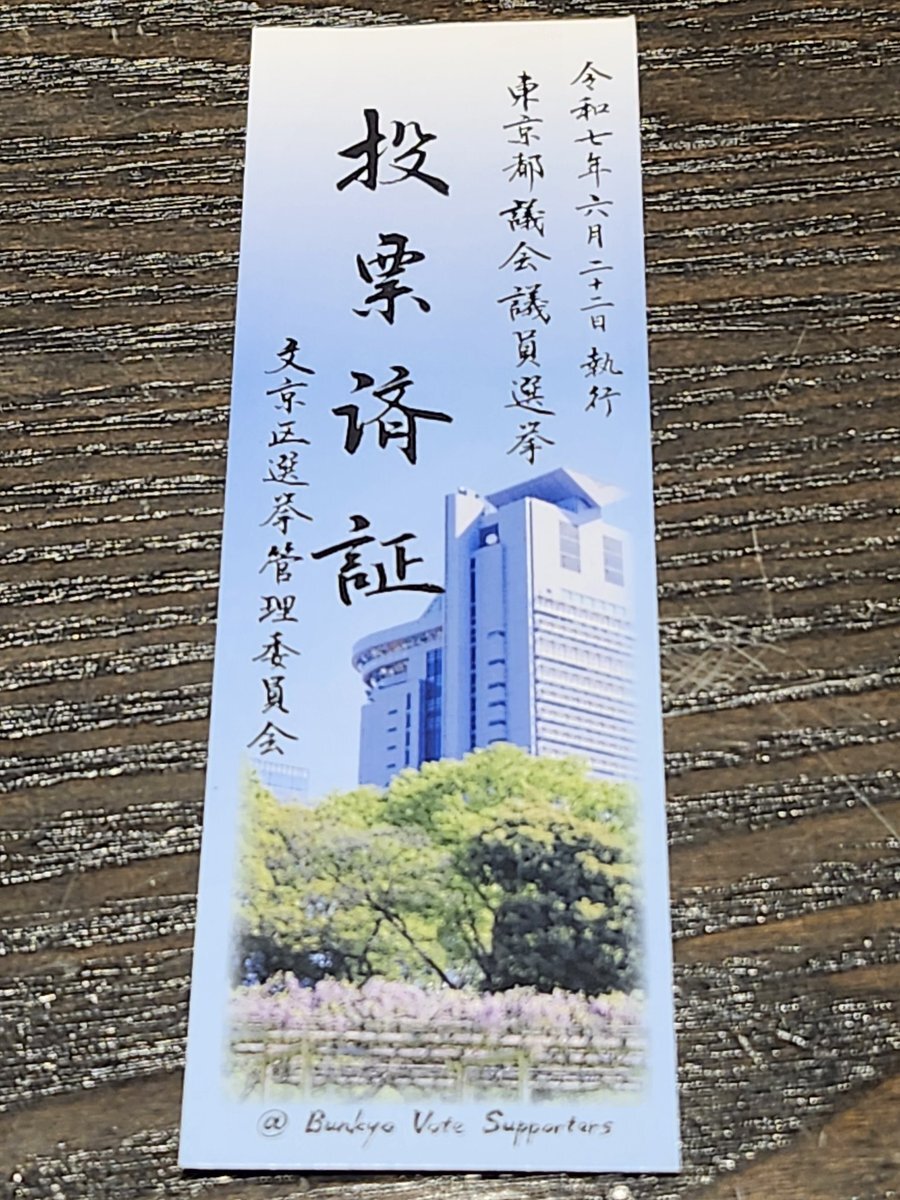 令和七年六月二十二日執行
東京都議会議員選挙
投票済証
文京区選挙管理委員会
@ Bunkyo Vote Supporters